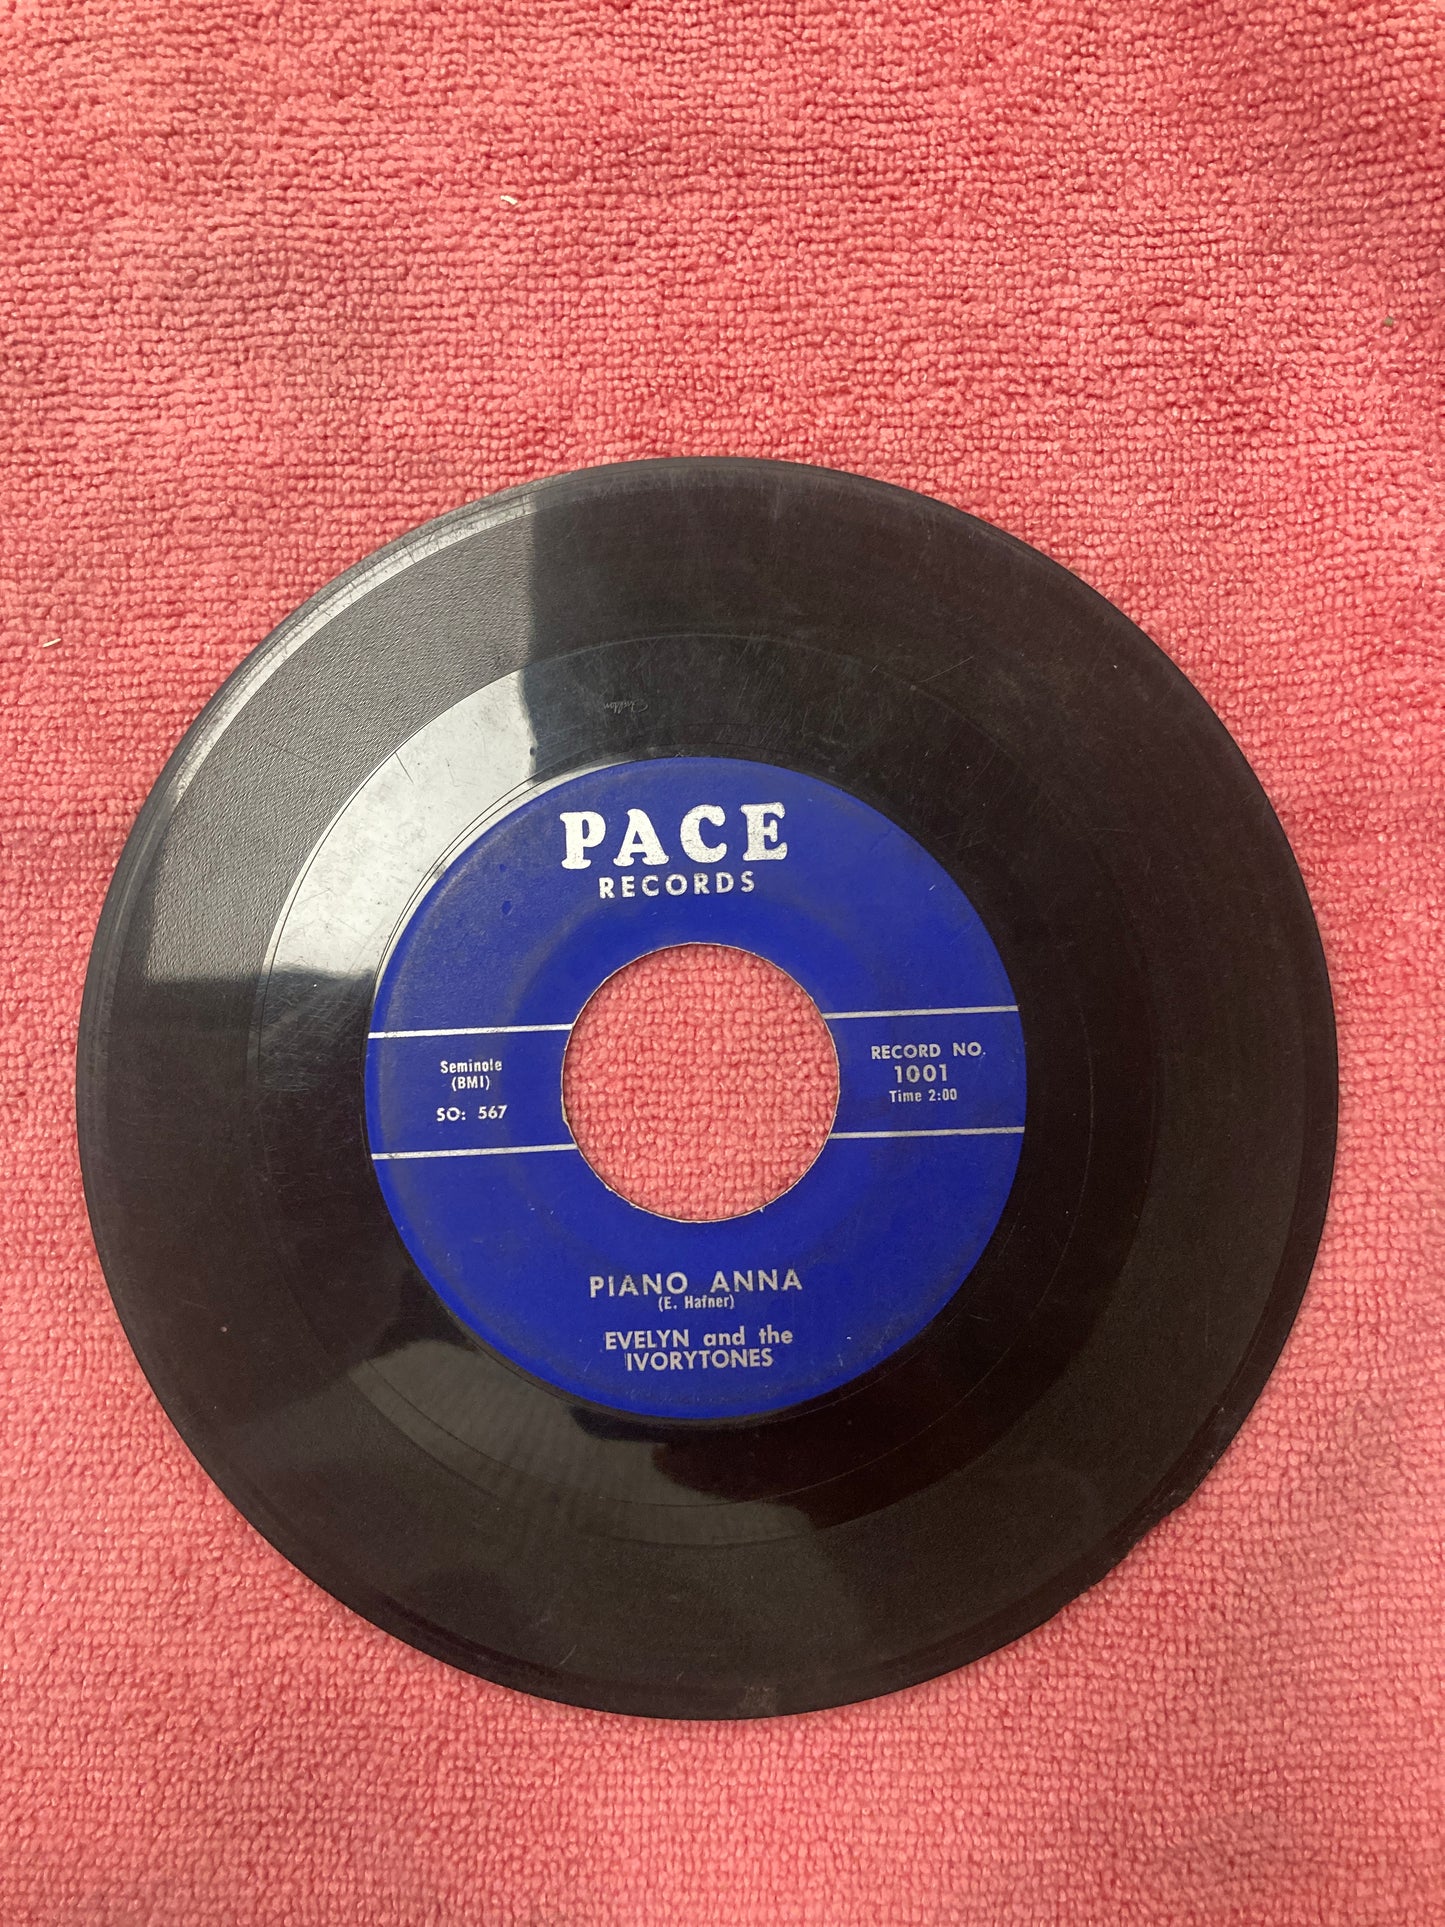 PACE
RECORDS
Seminole
(BMI)
SO: 567
RECORD NO.
1001
Time 2:00
PIANO ANNA
(E. Hafner)
EVELYN and the
IVORYTONES